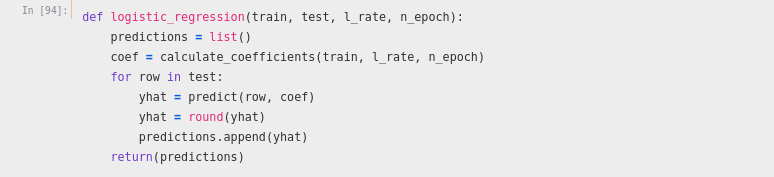 In [94]: def logistic_regression(train, test, l_rate, n_epoch):
    predictions = list()
    coef = calculate_coefficients(train, l_rate, n_epoch)
    for row in test:
        yhat = predict(row, coef)
        yhat = round(yhat)
        predictions.append(yhat)
    return(predictions)